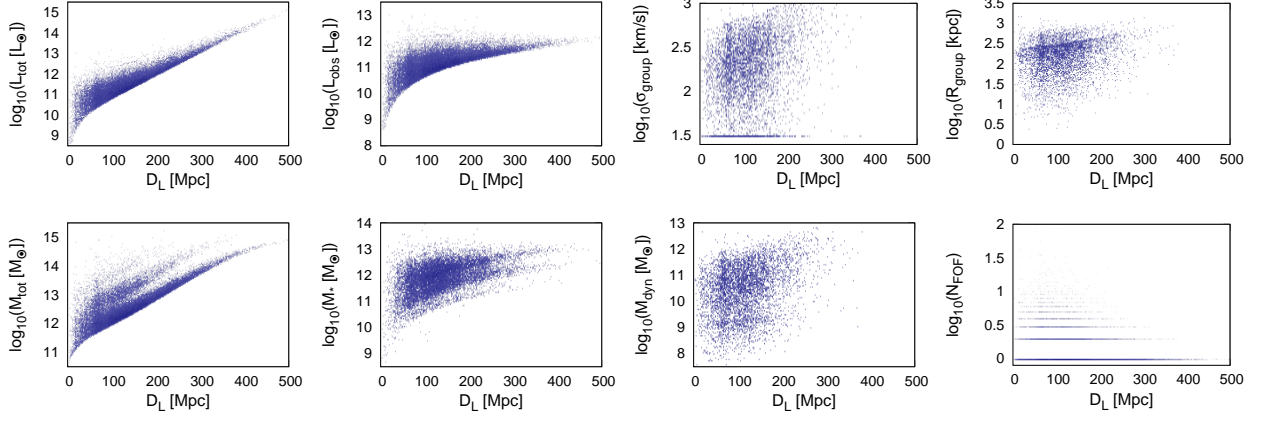 log10(Ltot [L☉])
15
14
13
12
11
10
9
0 100 200 300 400 500
DL [Mpc]
log10(Lobs [L☉])
13
12
11
10
9
8
0 100 200 300 400 500
DL [Mpc]
log10(σgroup [km/s])
3
2.5
2
1.5
0 100 200 300 400 500
DL [Mpc]
log10(Rgroup [kpc])
3.5
3
2.5
2
1.5
1
0.5
0
0 100 200 300 400 500
DL [Mpc]
log10(Mtot [M☉])
15
14
13
12
11
0 100 200 300 400 500
DL [Mpc]
log10(M* [M☉])
14
13
12
11
10
9
0 100 200 300 400 500
DL [Mpc]
log10(Mdyn [M☉])
13
12
11
10
9
8
0 100 200 300 400 500
DL [Mpc]
log10(NFOF)
2
1.5
1
0.5
0
0 100 200 300 400 500
DL [Mpc]